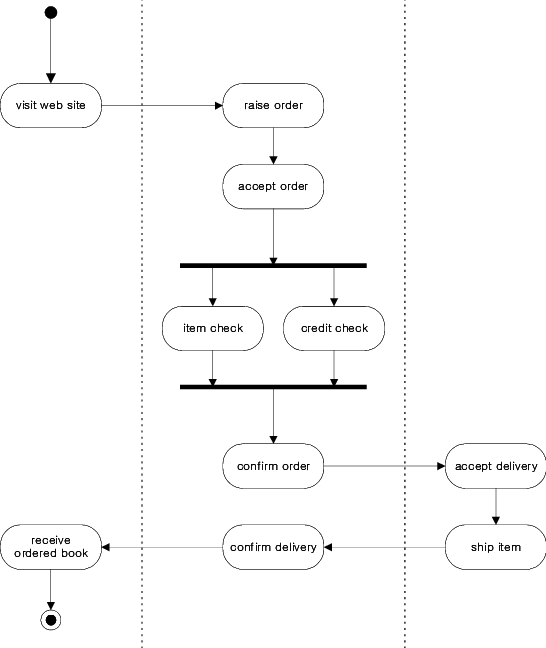 visit web site
raise order
accept order
item check
credit check
confirm order
accept delivery
receive
ordered book
confirm delivery
ship item